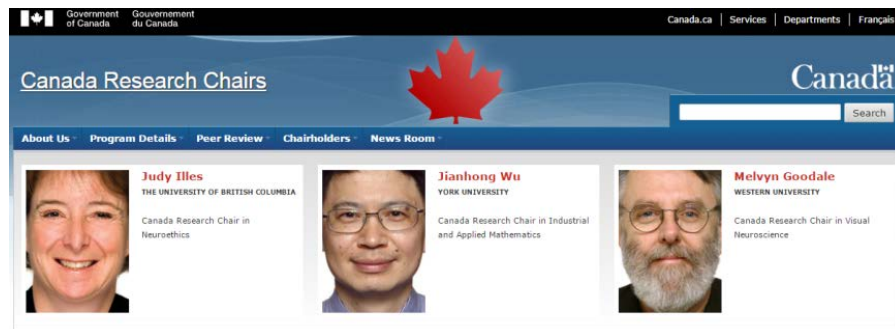 Government of Canada
Gouvernement du Canada
Canada.ca | Services | Departments | Français
Canada Research Chairs
Canada
Search
About Us Program Details Peer Review Chairholders News Room
Judy Illes
THE UNIVERSITY OF BRITISH COLUMBIA
Canada Research Chair in
Neuroethics
Jianhong Wu
YORK UNIVERSITY
Canada Research Chair in Industrial
and Applied Mathematics
Melvyn Goodale
WESTERN UNIVERSITY
Canada Research Chair in Visual
Neuroscience